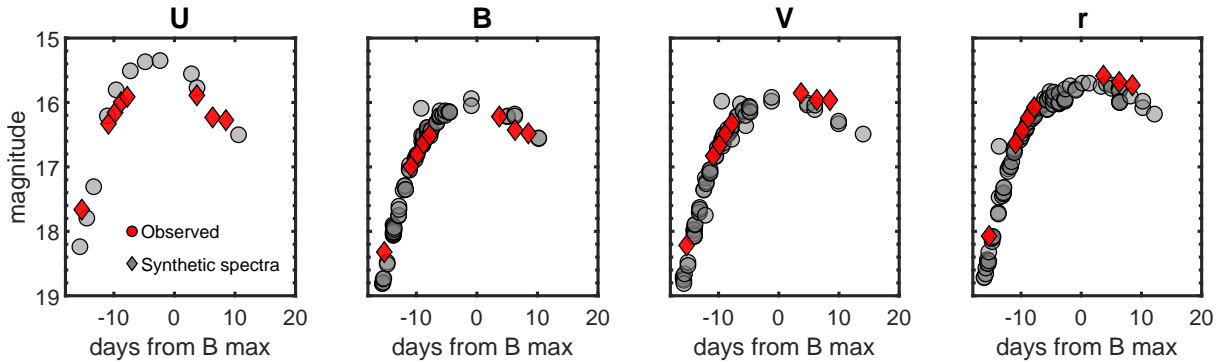 U
B
V
r
15
16
17
18
19
magnitude
Observed
Synthetic spectra
-10 0 10 20
-10 0 10 20
-10 0 10 20
-10 0 10 20
days from B max
days from B max
days from B max
days from B max